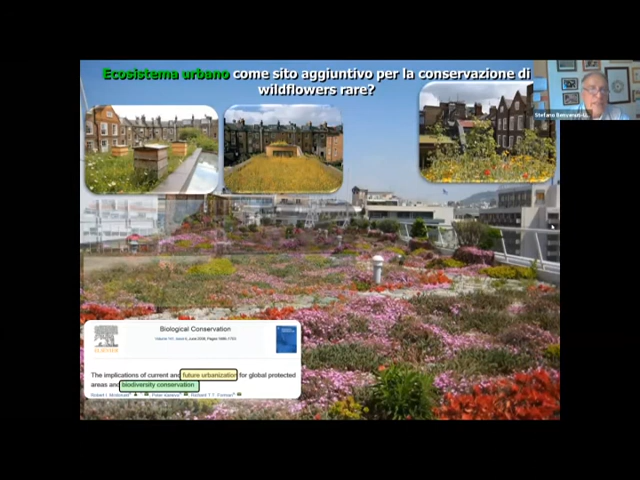 Ecosistema urbano come sito aggiuntivo per la conservazione di
wildflowers rare?
Biological Conservation
ELSEVIER
The implications of current and future urbanization for global protected
areas and biodiversity conservation